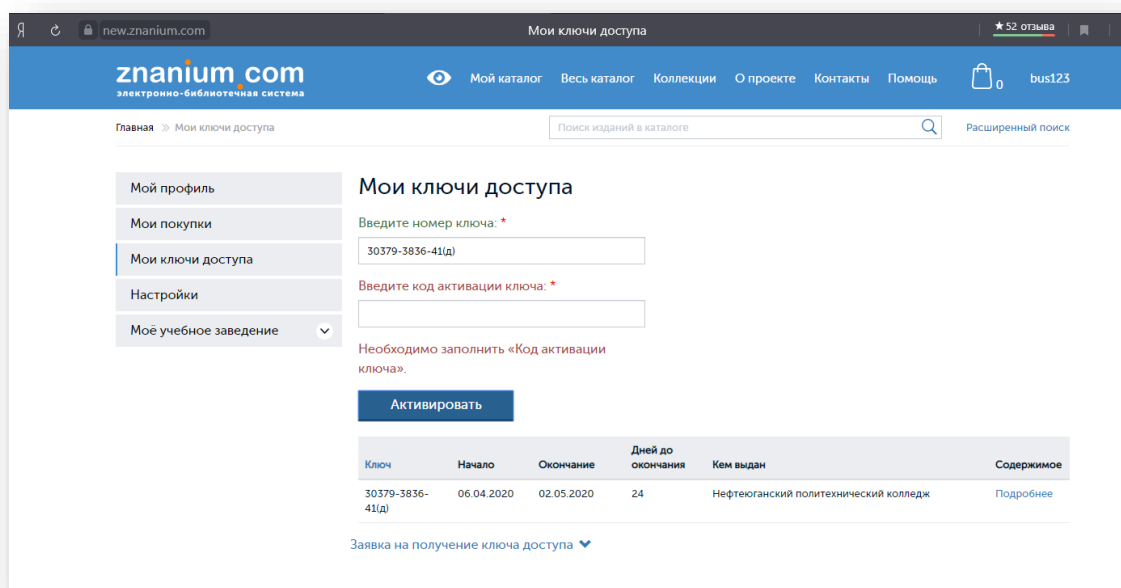 Я new.znanium.com Мои ключи доступа ★ 52 отзыва
znanium.com
электронно-библиотечная система
Мой каталог Весь каталог Коллекции О проекте Контакты Помощь 0 bus123
Главная » Мои ключи доступа Поиск изданий в каталоге Расширенный поиск
Мой профиль
Мои покупки
Мои ключи доступа
Настройки
Моё учебное заведение
Мои ключи доступа
Введите номер ключа: *
30379-3836-41(д)
Введите код активации ключа: *
Необходимо заполнить «Код активации
ключа».
Активировать
Ключ Начало Окончание Дней до окончания Кем выдан Содержимое
30379-3836-41(д) 06.04.2020 02.05.2020 24 Нефтеюганский политехнический колледж Подробнее
Заявка на получение ключа доступа